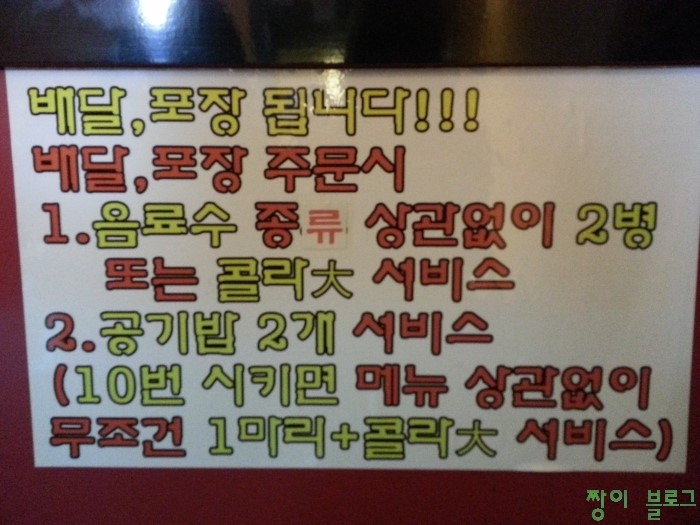 배달,포장 됩니다!!!
배달,포장 주문시
1.음료수 종류 상관없이 2병
또는 콜라大 서비스
2.공기밥 2개 서비스
(10번 시키면 메뉴 상관없이
무조건 1마리+콜라大 서비스)
짱이 블로그